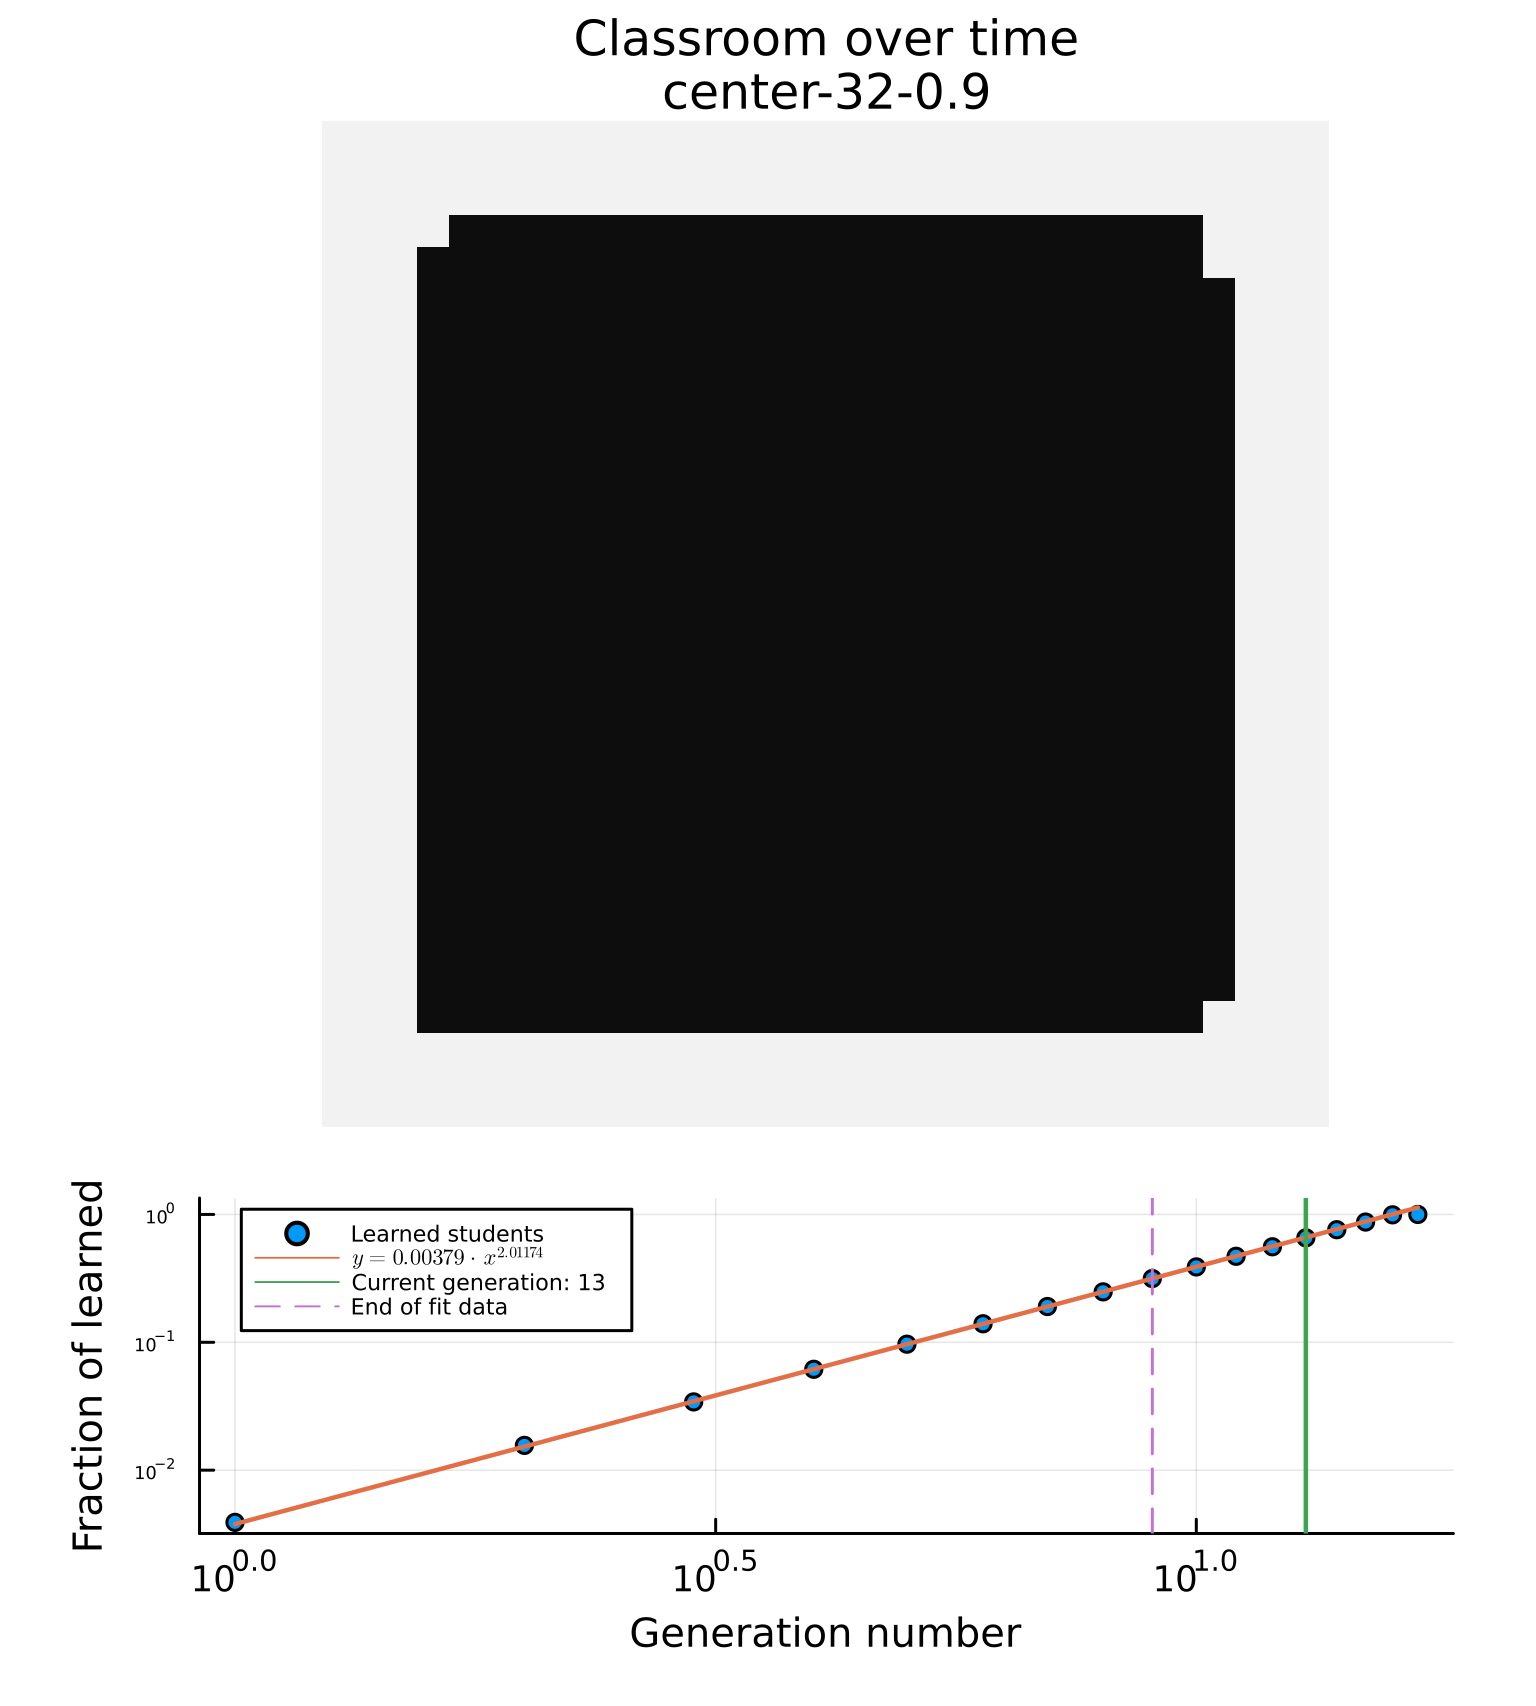 Classroom over time
center-32-0.9
Fraction of learned
10⁰
10⁻¹
10⁻²
Learned students
y = 0.00379 · x^{2.01174}
Current generation: 13
End of fit data
10^{0.0} 10^{0.5} 10^{1.0}
Generation number